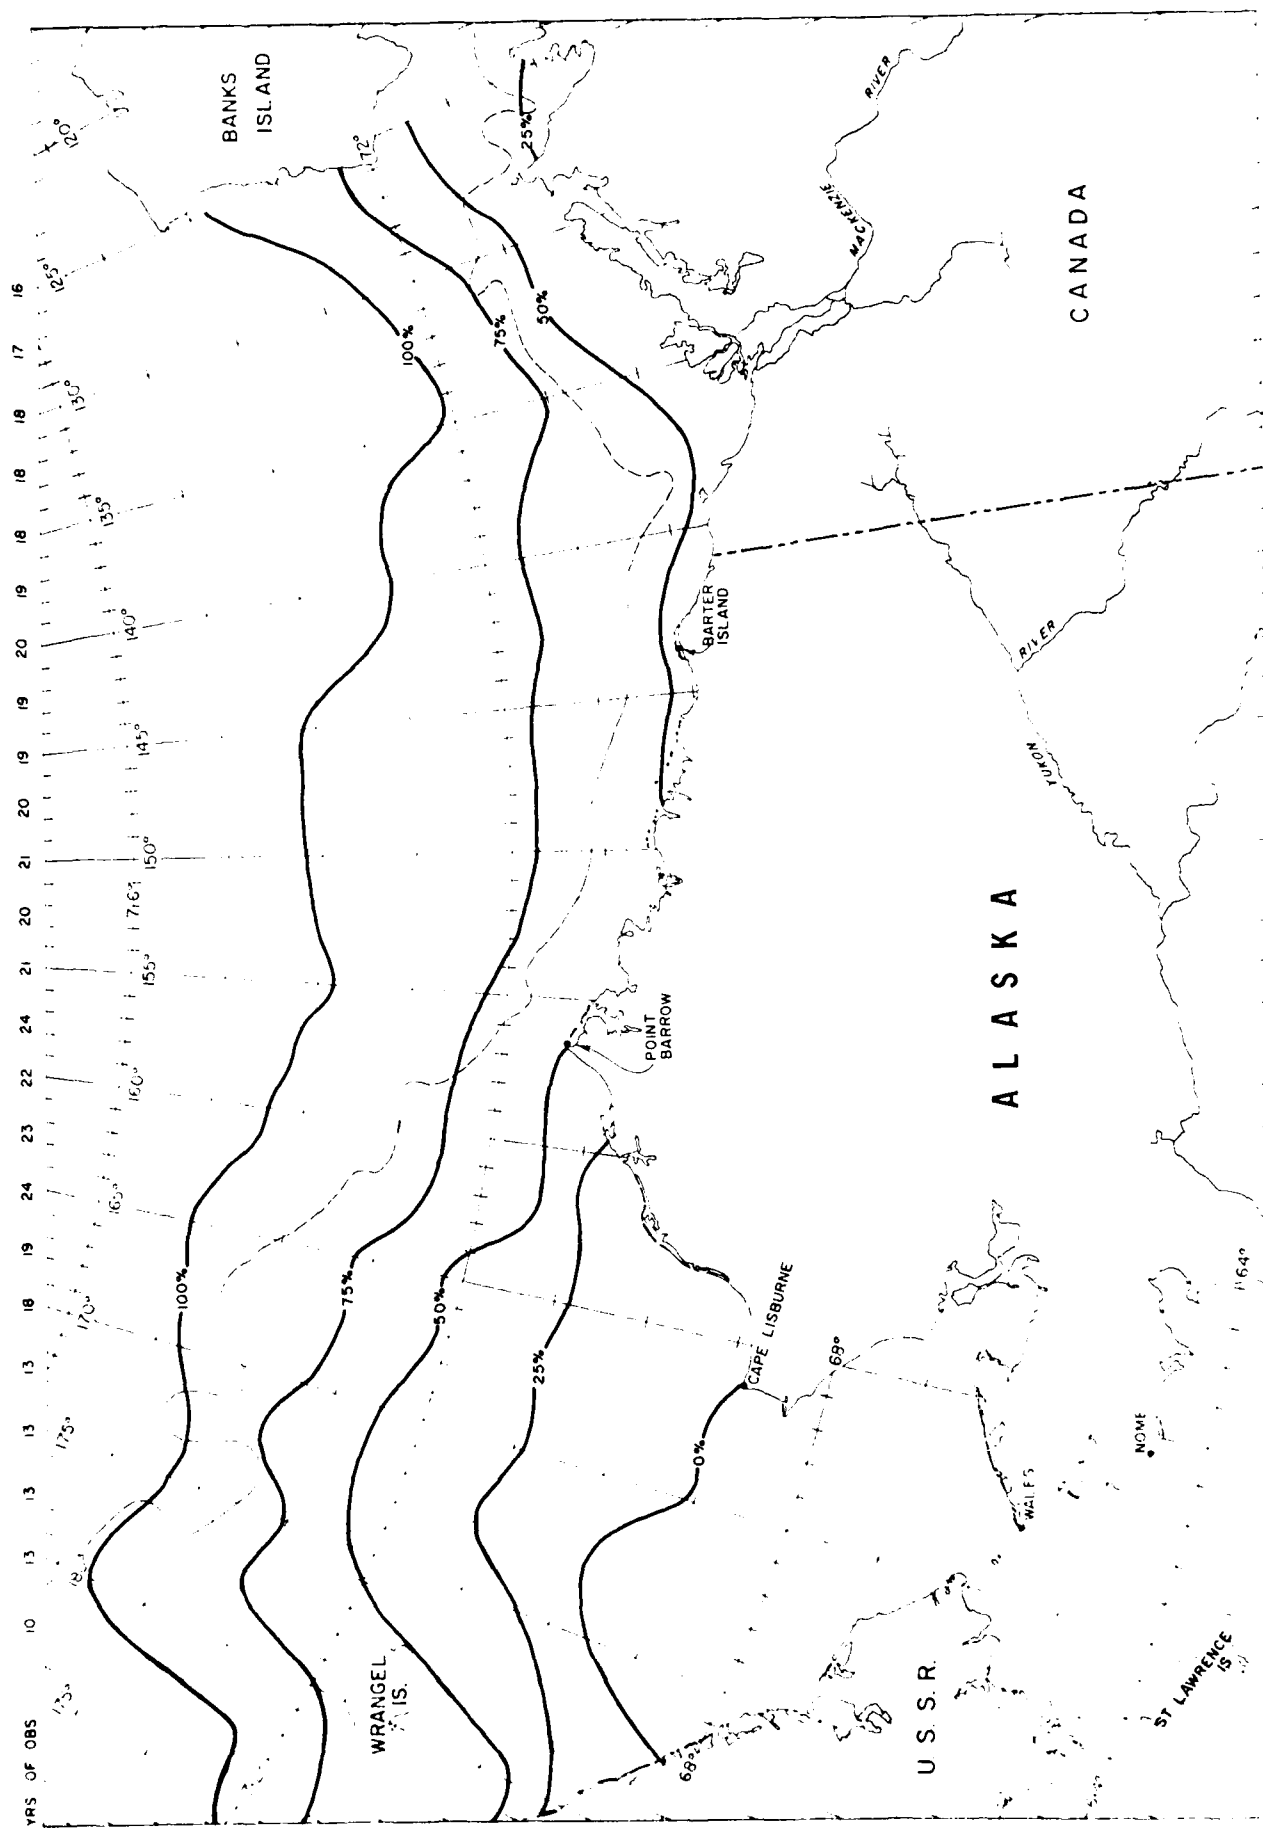 YRS OF OBS 10 13 13 13 13 18 19 24 23 22 24 21 20 21 20 19 19 20 19 18 18 18 17 16
175°
175°
170°
165°
160°
155°
150°
145°
140°
135°
130°
125°
120°
BANKS
ISLAND
72°
100%
100%
75%
75%
50%
50%
25%
25%
0%
WRANGEL
IS.
POINT
BARROW
BARTER
ISLAND
CAPE LISBURNE
68°
68°
64°
MACKENZIE
RIVER
CANADA
YUKON
RIVER
ALASKA
WALES
NOME
U.S.S.R.
ST LAWRENCE
IS